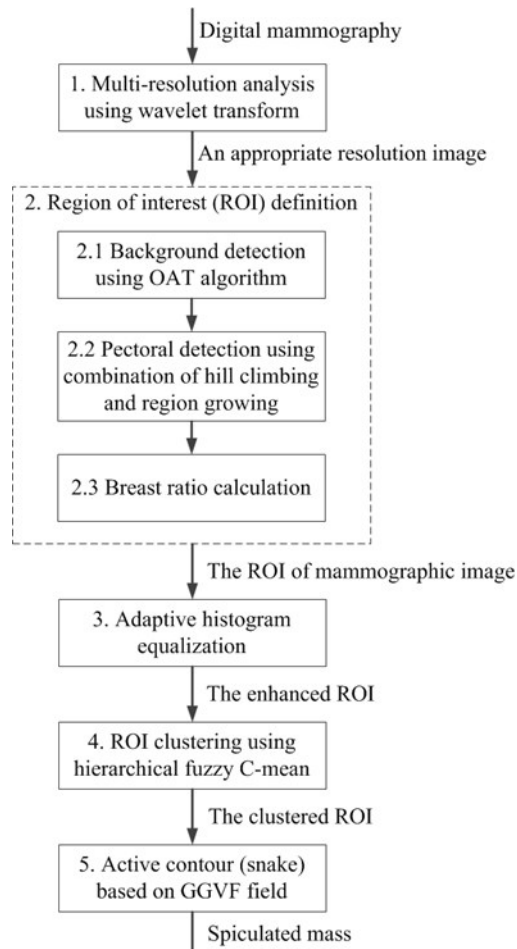 Digital mammography
1. Multi-resolution analysis
using wavelet transform
An appropriate resolution image
2. Region of interest (ROI) definition
2.1 Background detection
using OAT algorithm
2.2 Pectoral detection using
combination of hill climbing
and region growing
2.3 Breast ratio calculation
The ROI of mammographic image
3. Adaptive histogram
equalization
The enhanced ROI
4. ROI clustering using
hierarchical fuzzy C-mean
The clustered ROI
5. Active contour (snake)
based on GGVF field
Spiculated mass